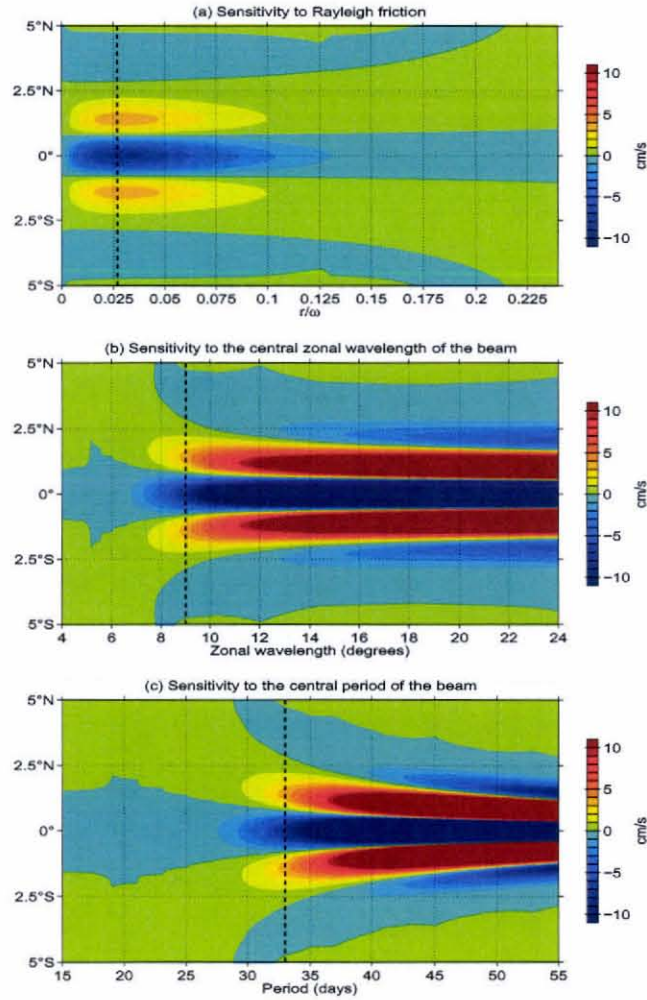 (a) Sensitivity to Rayleigh friction
5°N
2.5°N
0°
2.5°S
5°S
0 0.025 0.05 0.075 0.1 0.125 0.15 0.175 0.2 0.225
r/ω
10
5
0
−5
−10
cm/s
(b) Sensitivity to the central zonal wavelength of the beam
5°N
2.5°N
0°
2.5°S
5°S
4 6 8 10 12 14 16 18 20 22 24
Zonal wavelength (degrees)
10
5
0
−5
−10
cm/s
(c) Sensitivity to the central period of the beam
5°N
2.5°N
0°
2.5°S
5°S
15 20 25 30 35 40 45 50 55
Period (days)
10
5
0
−5
−10
cm/s